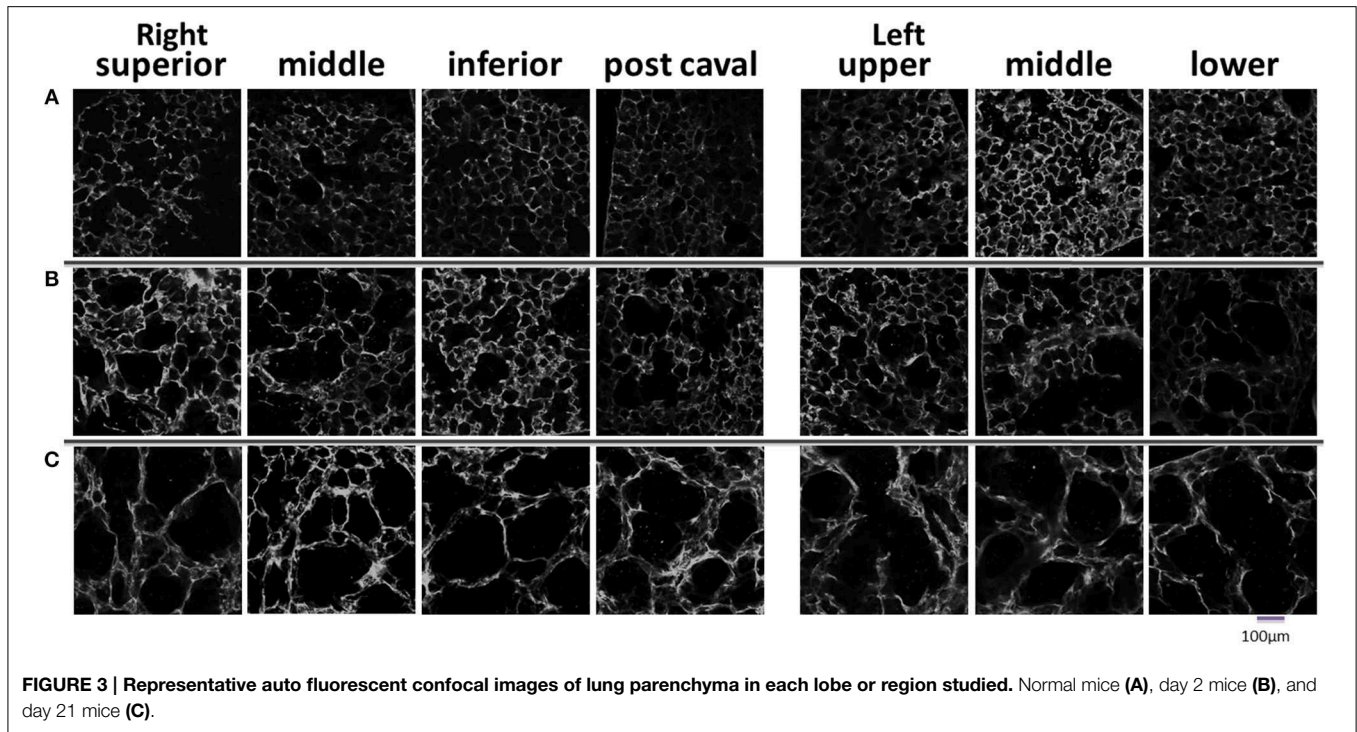 Right
superior
middle
inferior
post caval
Left
upper
middle
lower
A
B
C
100µm
FIGURE 3 | Representative auto fluorescent confocal images of lung parenchyma in each lobe or region studied. Normal mice (A), day 2 mice (B), and
day 21 mice (C).